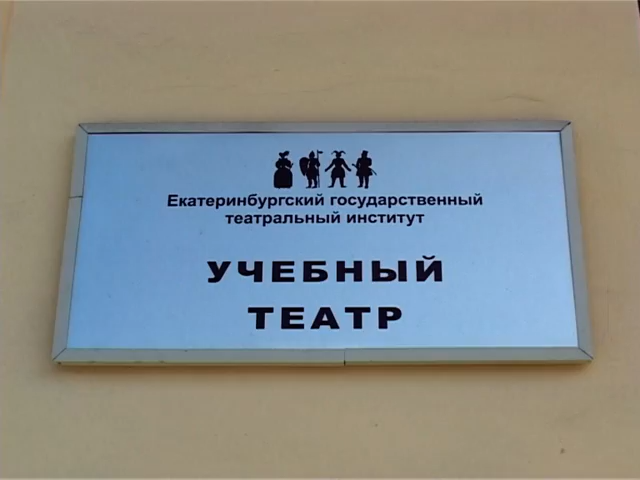 Екатеринбургский государственный
театральный институт
УЧЕБНЫЙ
ТЕАТР